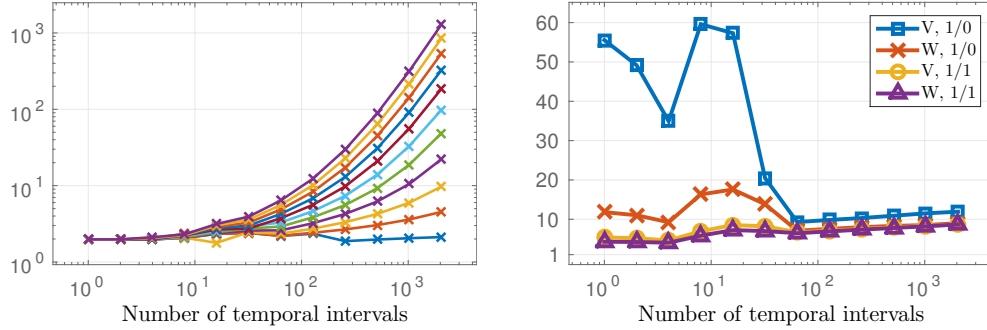 10^3
10^2
10^1
10^0
10^0 10^1 10^2 10^3
Number of temporal intervals
60
50
40
30
20
10
1
10^0 10^1 10^2 10^3
Number of temporal intervals
V, 1/0
W, 1/0
V, 1/1
W, 1/1